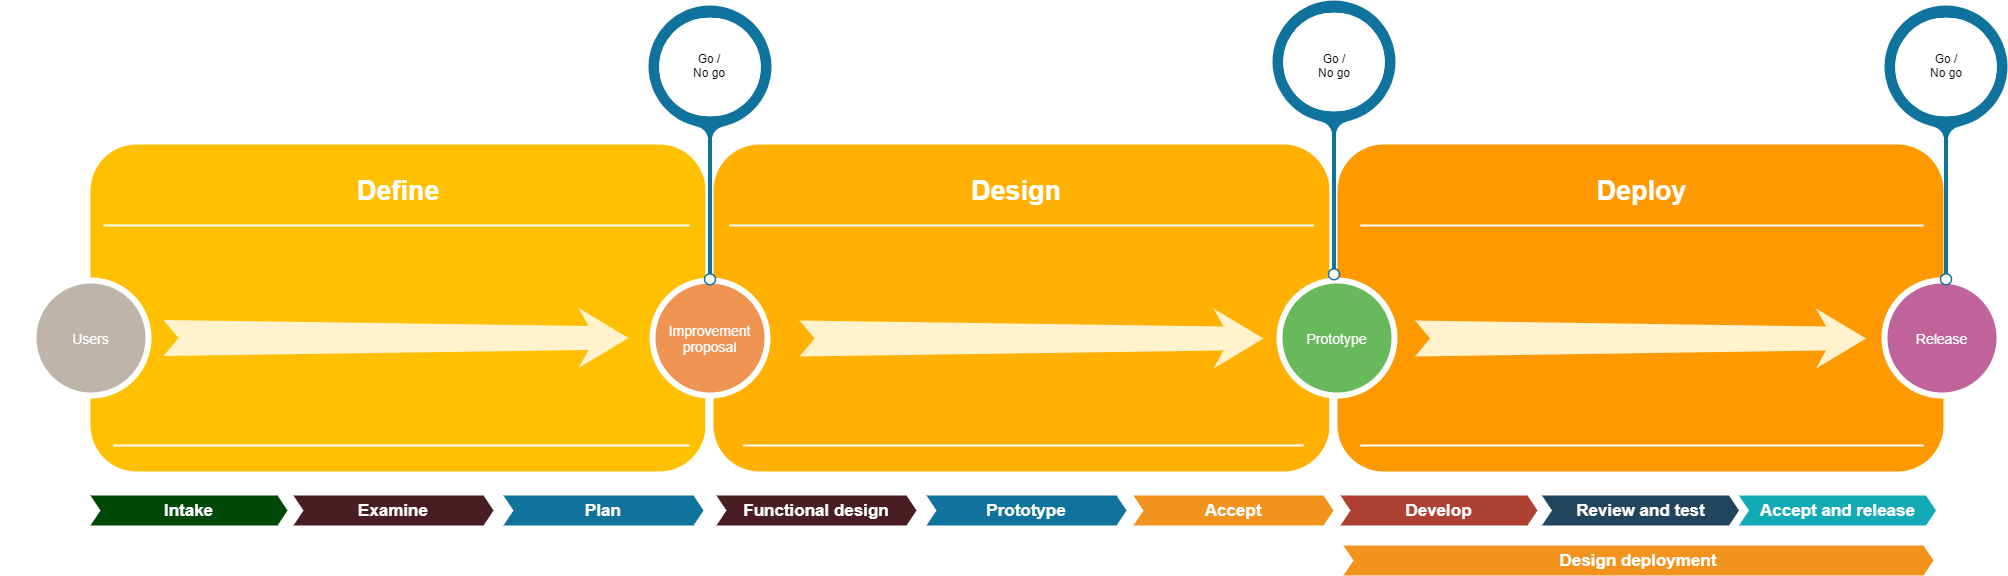 Go /
No go
Go /
No go
Go /
No go
Define
Design
Deploy
Users
Improvement
proposal
Prototype
Release
Intake
Examine
Plan
Functional design
Prototype
Accept
Develop
Review and test
Accept and release
Design deployment